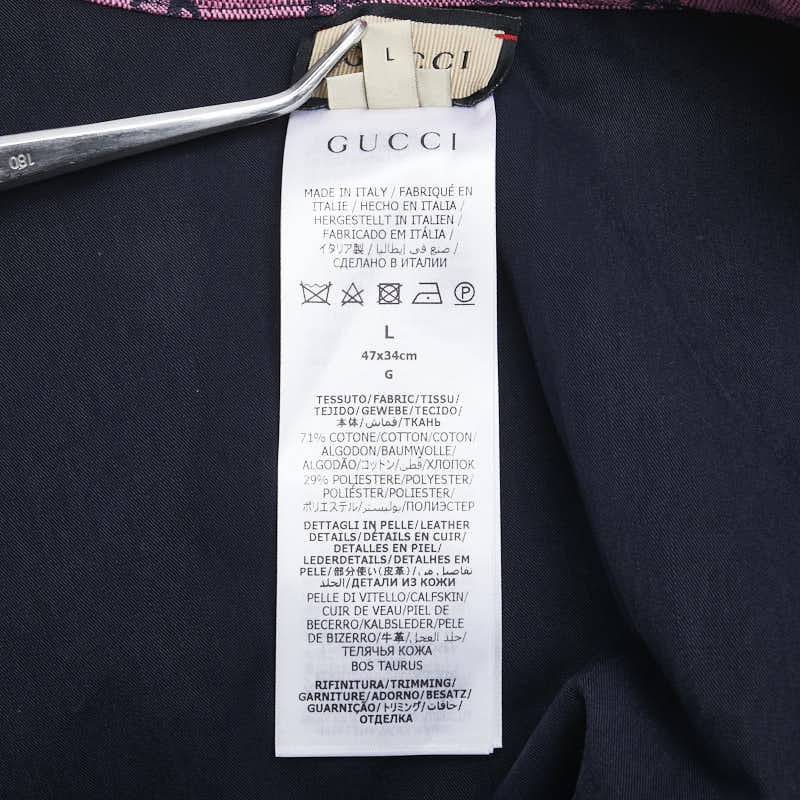 GUCCI
L
180
GUCCI
MADE IN ITALY / FABRIQUÉ EN
ITALIE / HECHO EN ITALIA /
HERGESTELLT IN ITALIEN /
FABRICADO EM ITÁLIA /
イタリア製 / صنع في إيطاليا /
СДЕЛАНО В ИТАЛИИ
P
L
47x34cm
G
TESSUTO/FABRIC/TISSU/
TEJIDO/GEWEBE/TECIDO/
本体/قماش/ТКАНЬ
71% COTONE/COTTON/COTON/
ALGODON/BAUMWOLLE/
ALGODÃO/コットン/قطن/ХЛОПОК
29% POLIESTERE/POLYESTER/
POLIÉSTER/POLIESTER/
ポリエステル/بوليستر/ПОЛИЭСТЕР
DETTAGLI IN PELLE/LEATHER
DETAILS/DÉTAILS EN CUIR/
DETALLES EN PIEL/
LEDERDETAILS/DETALHES EM
PELE/部分使い(皮革)/تفاصيل من
الجلد/ДЕТАЛИ ИЗ КОЖИ
PELLE DI VITELLO/CALFSKIN/
CUIR DE VEAU/PIEL DE
BECERRO/KALBSLEDER/PELE
DE BIZERRO/牛革/جلد العجل/
ТЕЛЯЧЬЯ КОЖА
BOS TAURUS
RIFINITURA/TRIMMING/
GARNITURE/ADORNO/BESATZ/
GUARNIÇÃO/トリミング/حافات/
ОТДЕЛКА